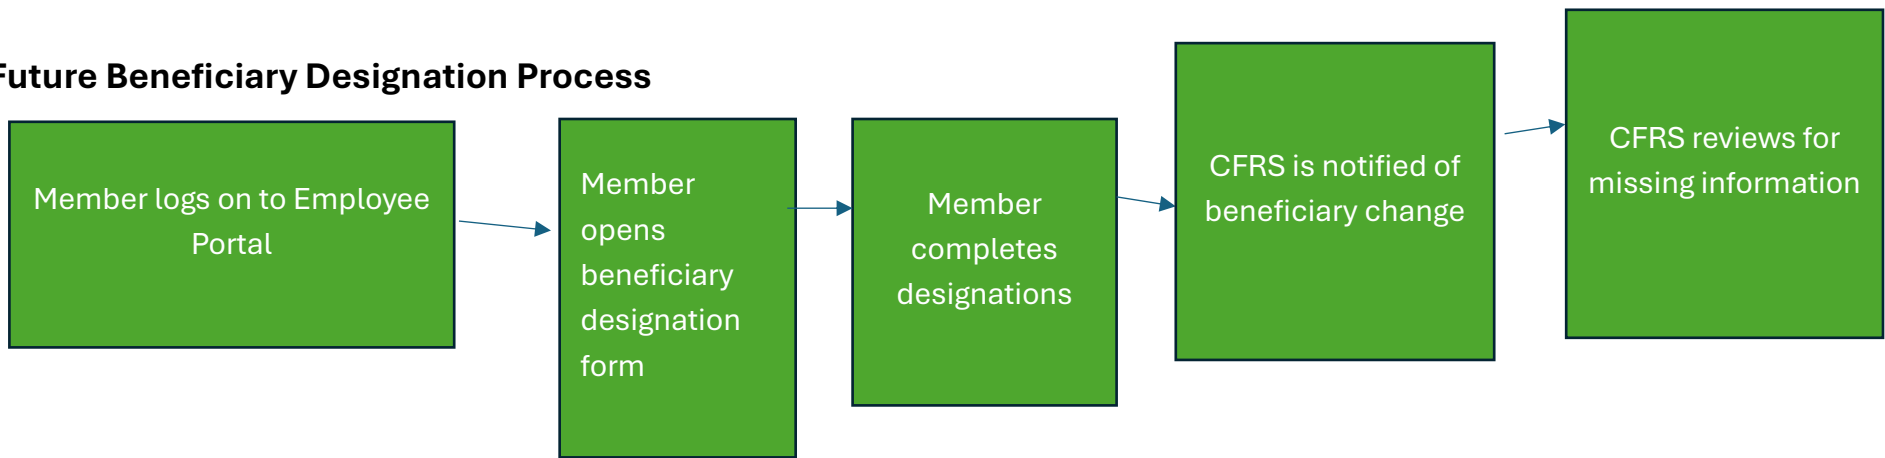 Future Beneficiary Designation Process
Member logs on to Employee
Portal
Member
opens
beneficiary
designation
form
Member
completes
designations
CFRS is notified of
beneficiary change
CFRS reviews for
missing information